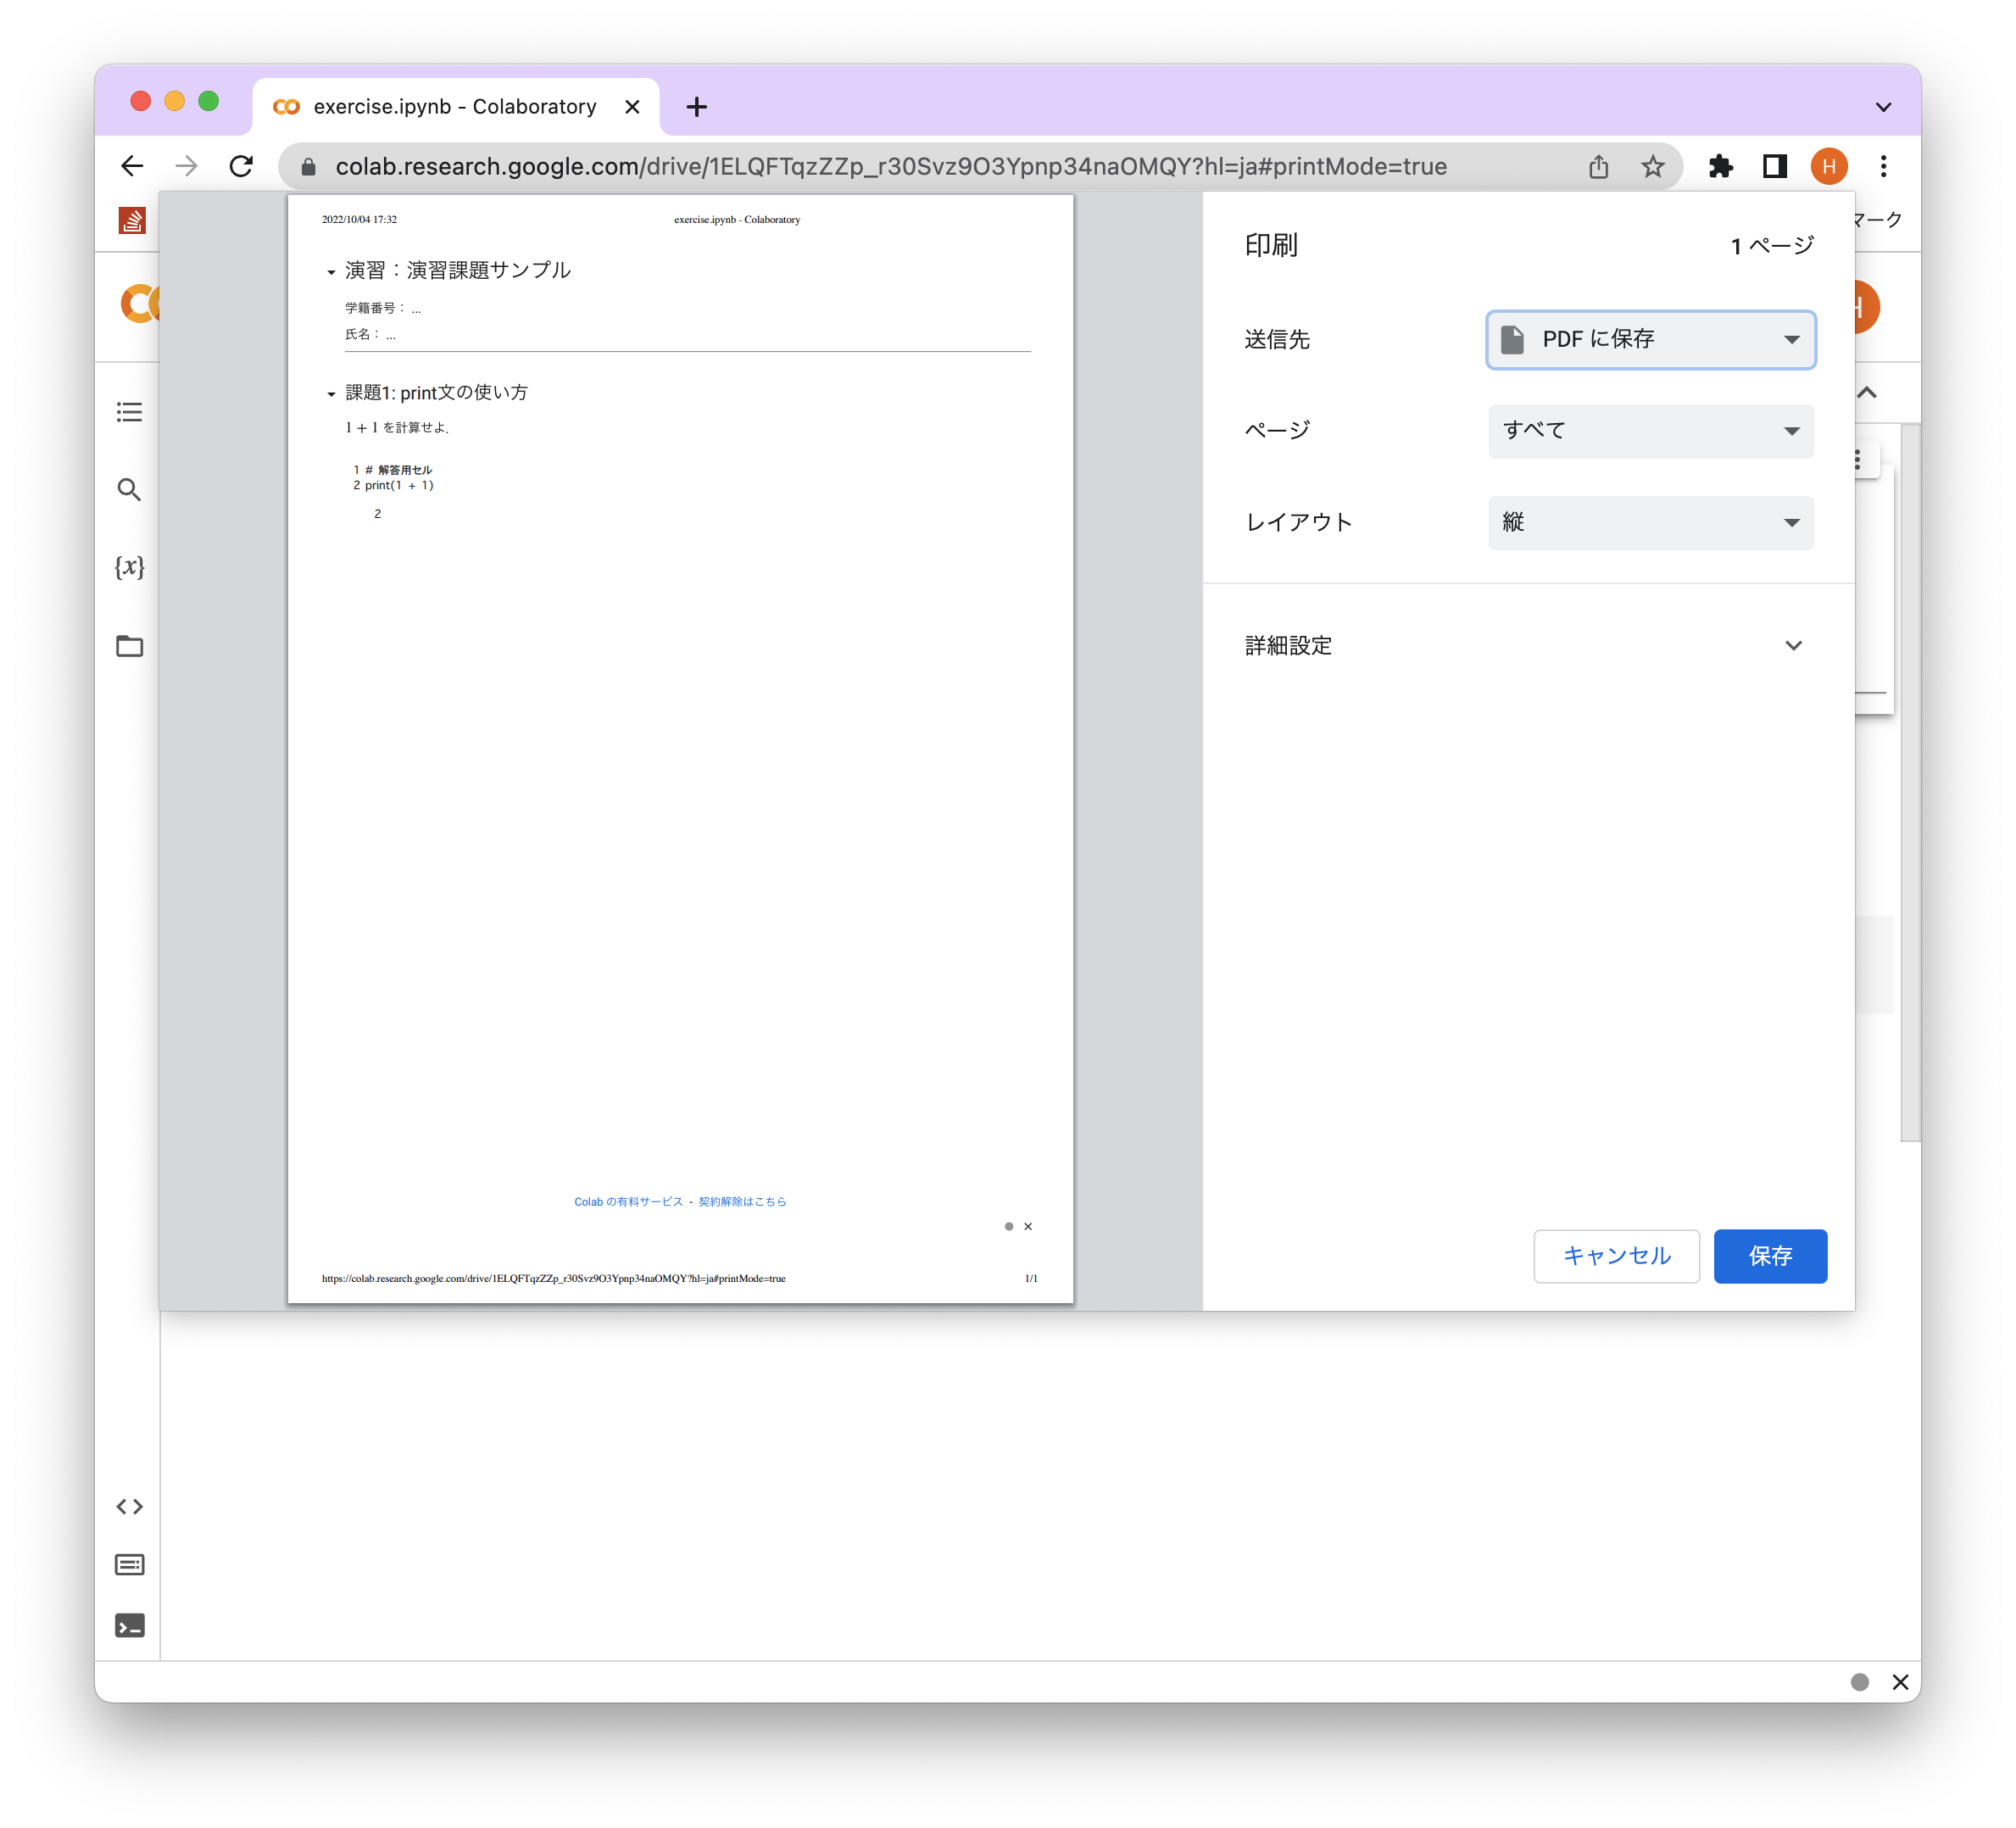 exercise.ipynb - Colaboratory
colab.research.google.com/drive/1ELQFTqzZZp_r30Svz9O3Ypnp34naOMQY?hl=ja#printMode=true
H
マーク
2022/10/04 17:32
exercise.ipynb - Colaboratory
演習：演習課題サンプル
学籍番号： ...
氏名： ...
課題1: print文の使い方
1 + 1 を計算せよ.
1 # 解答用セル
2 print(1 + 1)
2
Colab の有料サービス - 契約解除はこちら
https://colab.research.google.com/drive/1ELQFTqzZZp_r30Svz9O3Ypnp34naOMQY?hl=ja#printMode=true
1/1
印刷
1 ページ
送信先
PDF に保存
ページ
すべて
レイアウト
縦
詳細設定
キャンセル
保存
H
{x}